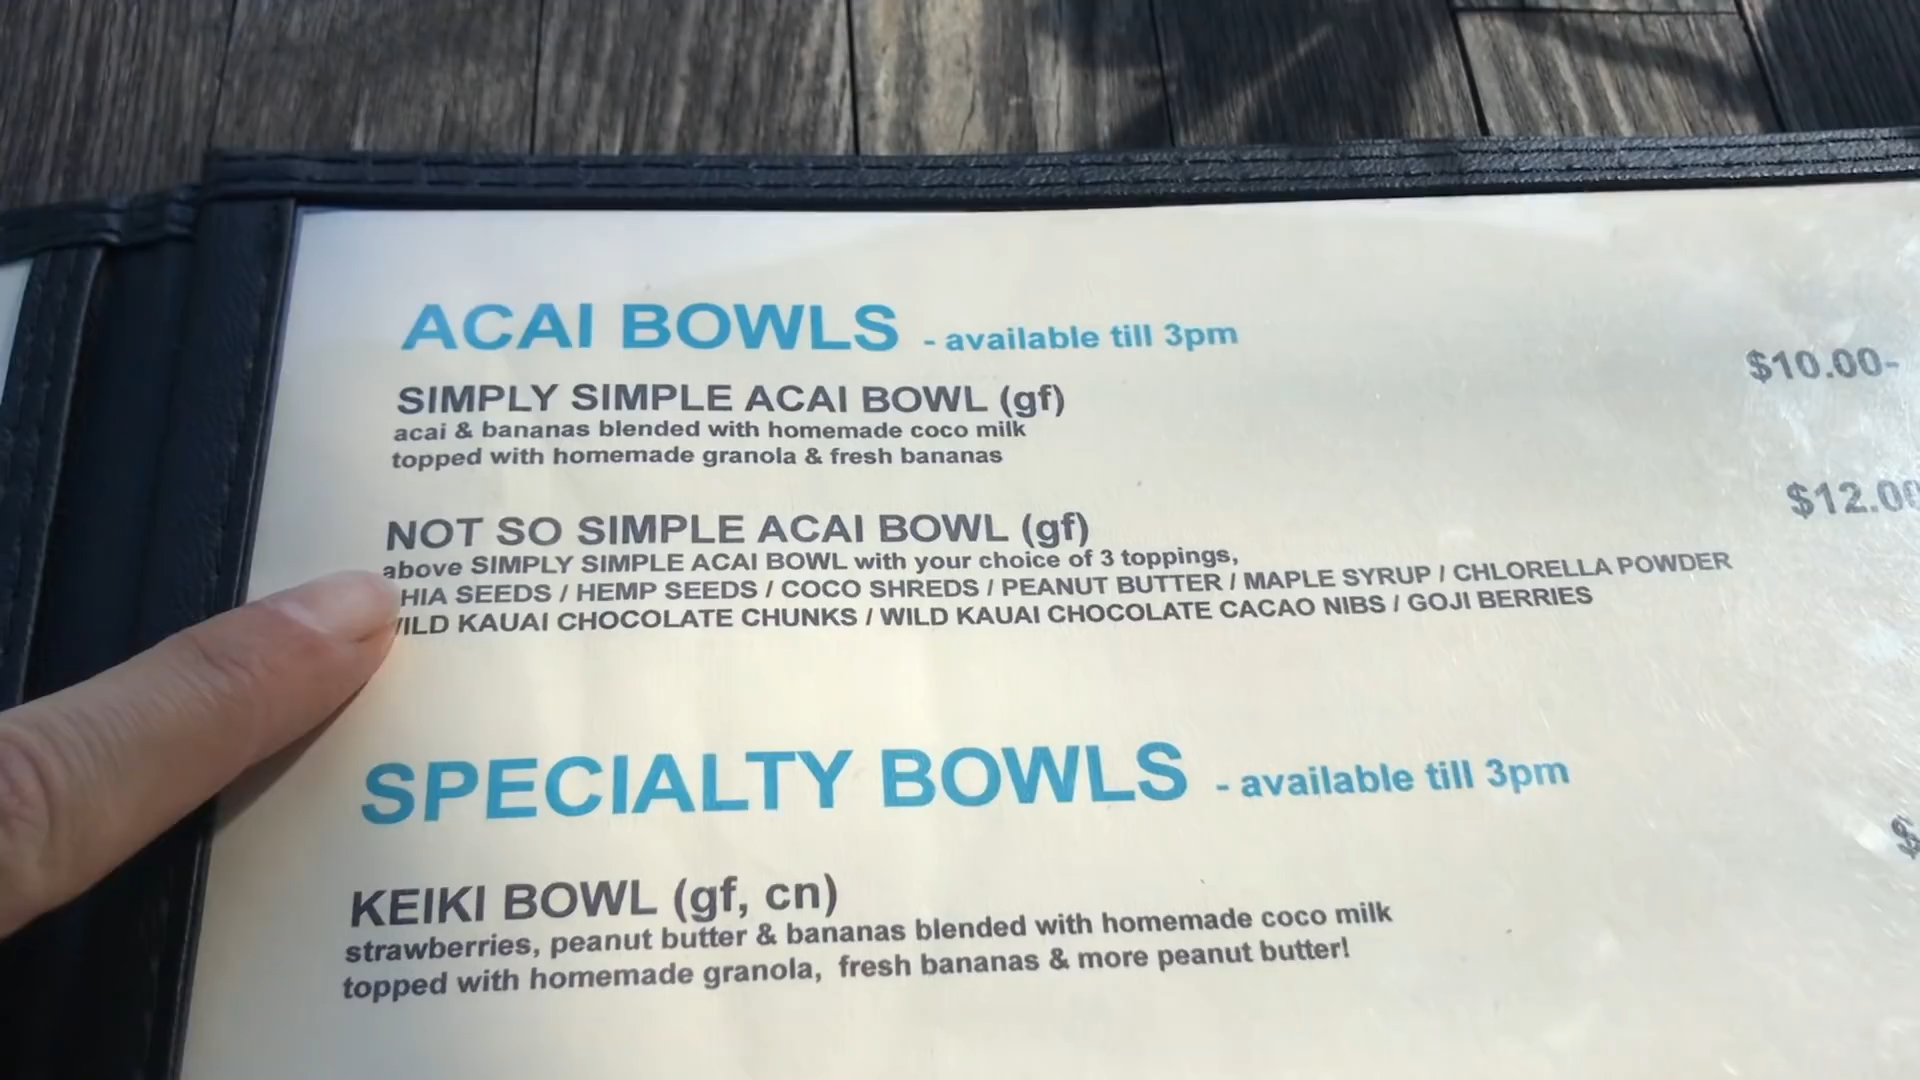 ACAI BOWLS - available till 3pm
SIMPLY SIMPLE ACAI BOWL (gf) $10.00-
acai & bananas blended with homemade coco milk
topped with homemade granola & fresh bananas
NOT SO SIMPLE ACAI BOWL (gf) $12.00
above SIMPLY SIMPLE ACAI BOWL with your choice of 3 toppings,
HIA SEEDS / HEMP SEEDS / COCO SHREDS / PEANUT BUTTER / MAPLE SYRUP / CHLORELLA POWDER
ILD KAUAI CHOCOLATE CHUNKS / WILD KAUAI CHOCOLATE CACAO NIBS / GOJI BERRIES
SPECIALTY BOWLS - available till 3pm
KEIKI BOWL (gf, cn) $
strawberries, peanut butter & bananas blended with homemade coco milk
topped with homemade granola, fresh bananas & more peanut butter!